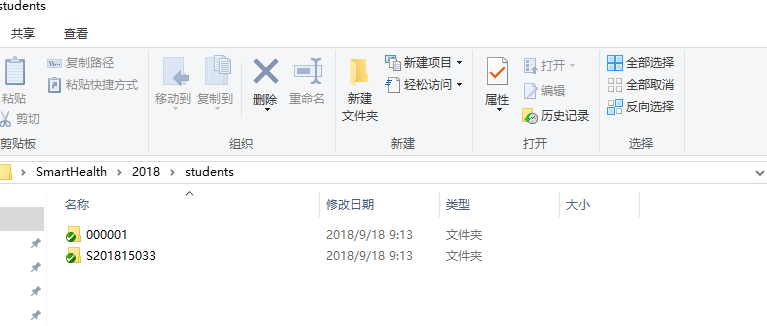 students
共享 查看
复制路径 新建项目 打开 全部选择
粘贴 粘贴快捷方式 移动到 复制到 删除 重命名 新建 轻松访问 属性 编辑 全部取消
剪切 文件夹 历史记录 反向选择
剪贴板 组织 新建 打开 选择
SmartHealth 2018 students
名称 修改日期 类型 大小
000001 2018/9/18 9:13 文件夹
S201815033 2018/9/18 9:13 文件夹